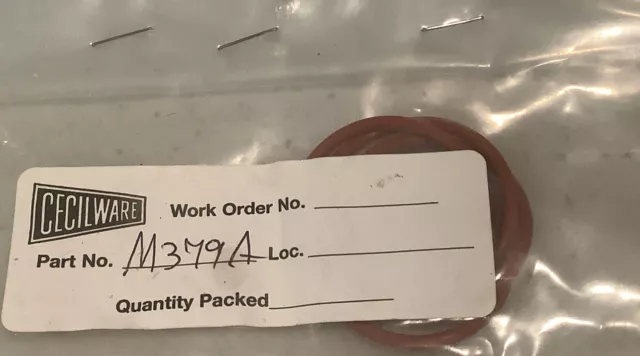 CECILWARE
Work Order No.
Part No. M379A Loc.
Quantity Packed